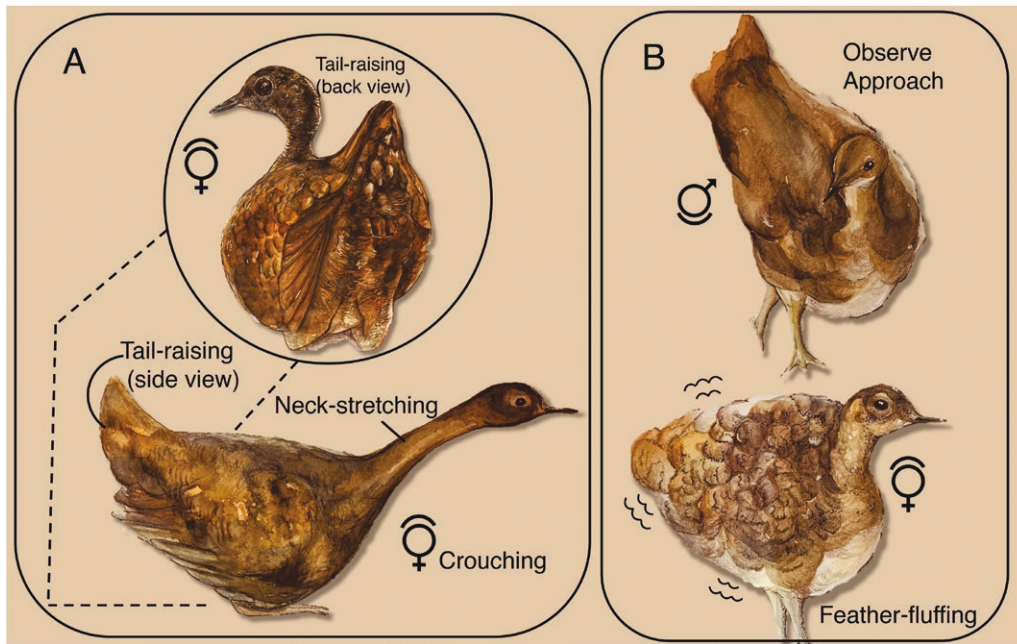 A
Tail-raising
(back view)
Tail-raising
(side view)
Neck-stretching
Crouching
B
Observe
Approach
Feather-fluffing